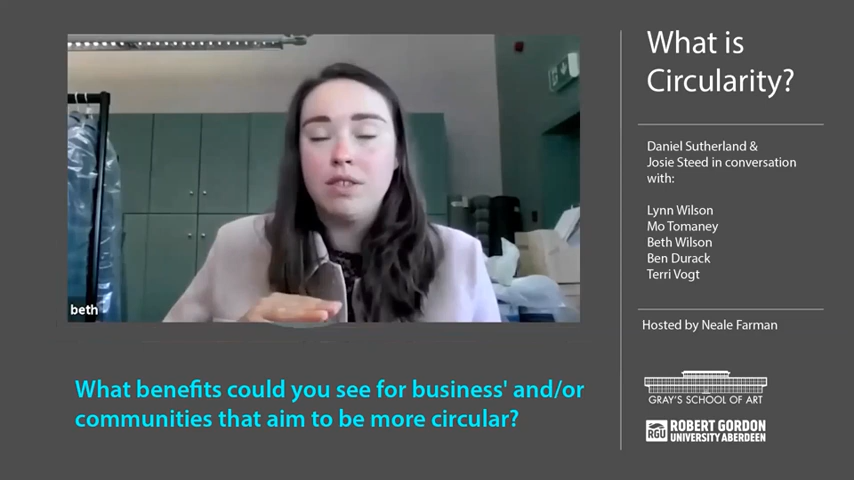 beth
What benefits could you see for business' and/or
communities that aim to be more circular?
What is
Circularity?
Daniel Sutherland &
Josie Steed in conversation
with:
Lynn Wilson
Mo Tomaney
Beth Wilson
Ben Durack
Terri Vogt
Hosted by Neale Farman
GRAY'S SCHOOL OF ART
RGU
ROBERT GORDON
UNIVERSITY ABERDEEN